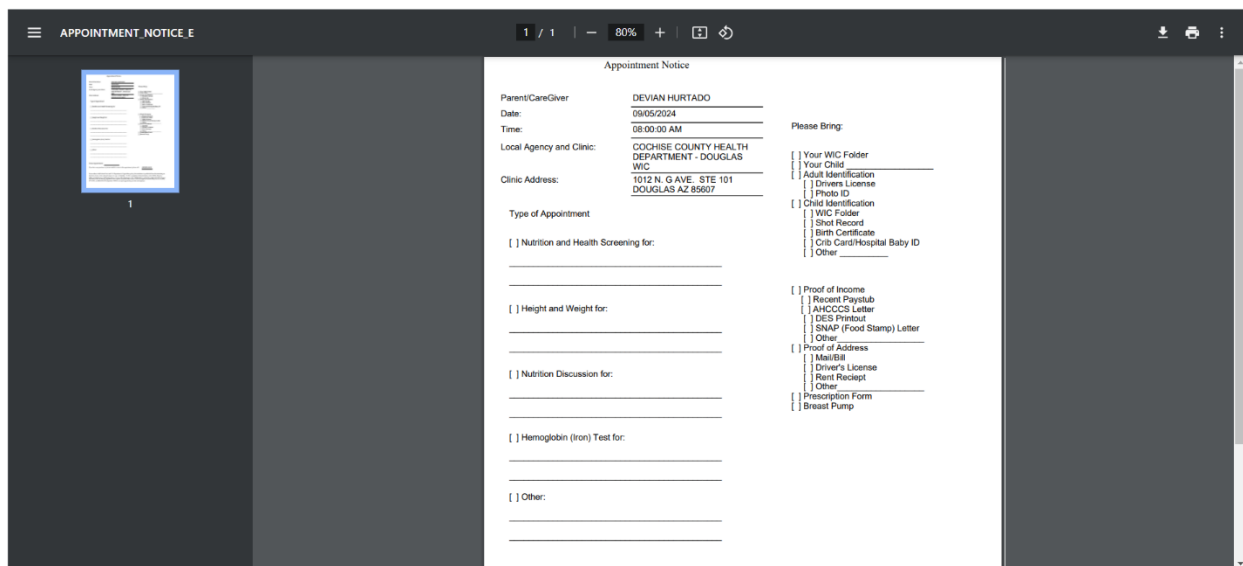 APPOINTMENT_NOTICE_E
1 / 1
80%
1
Appointment Notice
Parent/CareGiver DEVIAN HURTADO
Date: 09/05/2024
Time: 08:00:00 AM
Local Agency and Clinic: COCHISE COUNTY HEALTH
DEPARTMENT - DOUGLAS
WIC
Clinic Address: 1012 N. G AVE. STE 101
DOUGLAS AZ 85607
Type of Appointment
[ ] Nutrition and Health Screening for:
[ ] Height and Weight for:
[ ] Nutrition Discussion for:
[ ] Hemoglobin (Iron) Test for:
[ ] Other:
Please Bring:
[ ] Your WIC Folder
[ ] Your Child____________________
[ ] Adult Identification
[ ] Drivers License
[ ] Photo ID
[ ] Child Identification
[ ] WIC Folder
[ ] Shot Record
[ ] Birth Certificate
[ ] Crib Card/Hospital Baby ID
[ ] Other __________
[ ] Proof of Income
[ ] Recent Paystub
[ ] AHCCCS Letter
[ ] DES Printout
[ ] SNAP (Food Stamp) Letter
[ ] Other__________________
[ ] Proof of Address
[ ] Mail/Bill
[ ] Driver's License
[ ] Rent Reciept
[ ] Other__________________
[ ] Prescription Form
[ ] Breast Pump